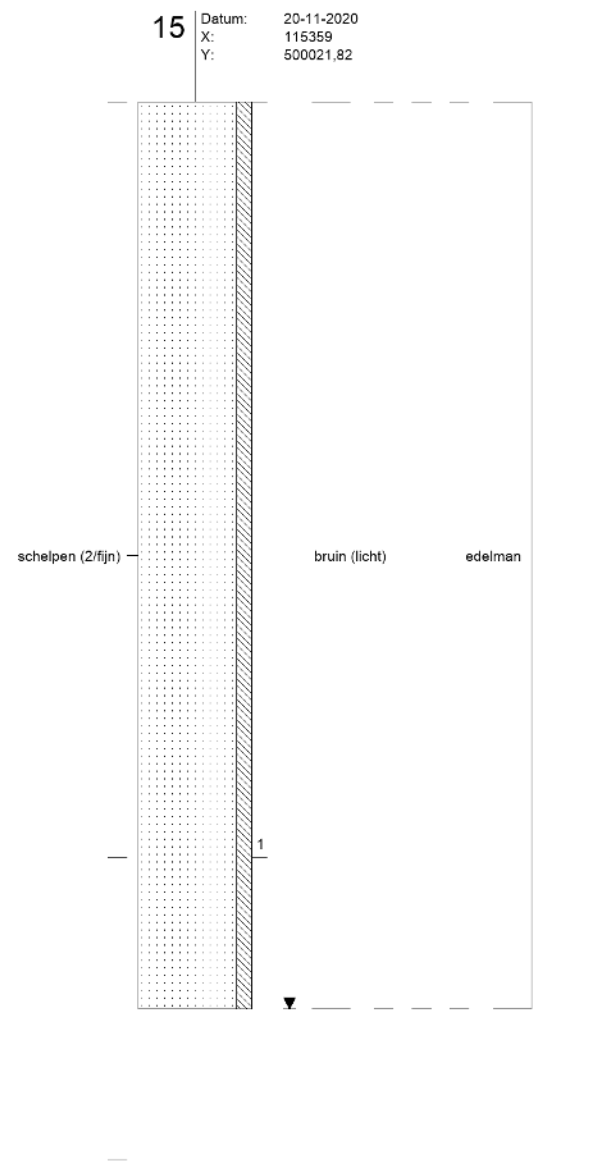 15
Datum: 20-11-2020
X: 115359
Y: 500021,82
schelpen (2/fijn) bruin (licht) edelman
1